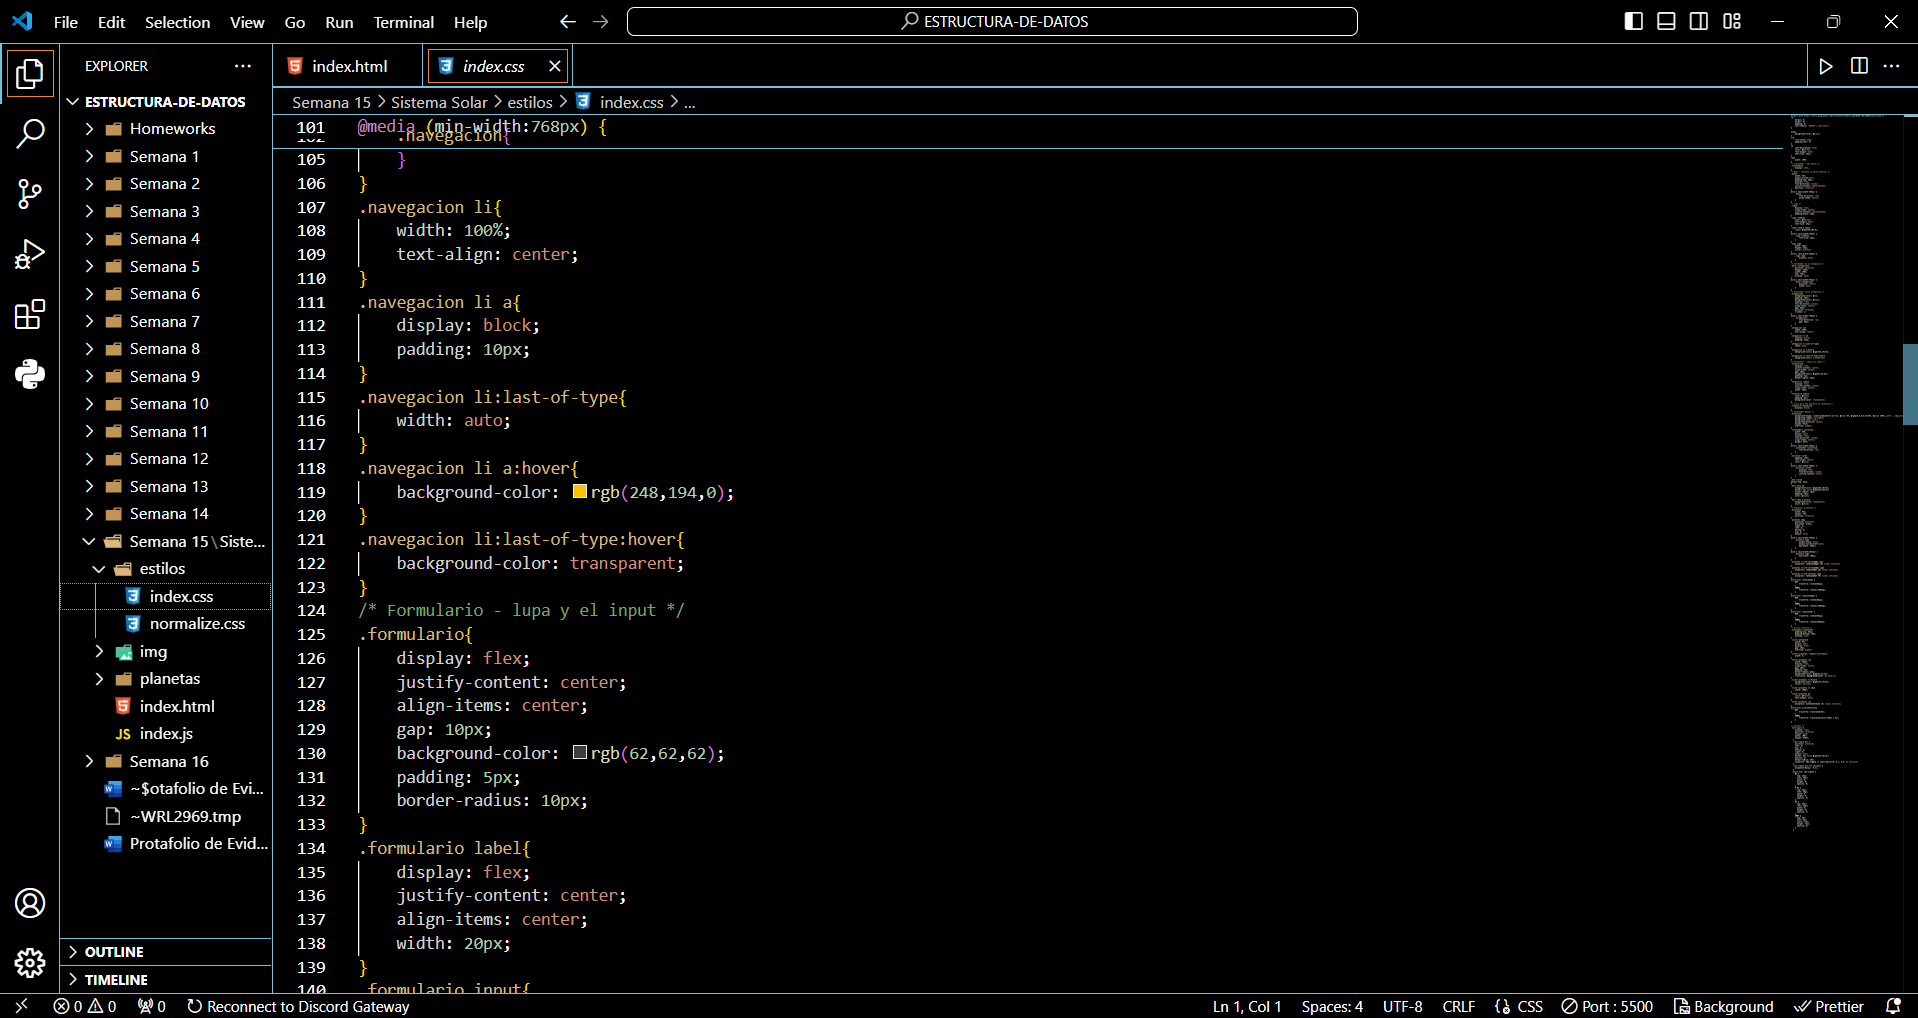 File Edit Selection View Go Run Terminal Help
ESTRUCTURA-DE-DATOS
EXPLORER
index.html
index.css
ESTRUCTURA-DE-DATOS
Homeworks
Semana 1
Semana 2
Semana 3
Semana 4
Semana 5
Semana 6
Semana 7
Semana 8
Semana 9
Semana 10
Semana 11
Semana 12
Semana 13
Semana 14
Semana 15\Siste...
estilos
index.css
normalize.css
img
planetas
index.html
JS index.js
Semana 16
~$otafolio de Evi...
~WRL2969.tmp
Protafolio de Evid...
OUTLINE
TIMELINE
Semana 15 > Sistema Solar > estilos > index.css > ...
101 @media (min-width:768px) {
102 .navegacion{
105 }
106 }
107 .navegacion li{
108 width: 100%;
109 text-align: center;
110 }
111 .navegacion li a{
112 display: block;
113 padding: 10px;
114 }
115 .navegacion li:last-of-type{
116 width: auto;
117 }
118 .navegacion li a:hover{
119 background-color: rgb(248,194,0);
120 }
121 .navegacion li:last-of-type:hover{
122 background-color: transparent;
123 }
124 /* Formulario - lupa y el input */
125 .formulario{
126 display: flex;
127 justify-content: center;
128 align-items: center;
129 gap: 10px;
130 background-color: rgb(62,62,62);
131 padding: 5px;
132 border-radius: 10px;
133 }
134 .formulario label{
135 display: flex;
136 justify-content: center;
137 align-items: center;
138 width: 20px;
139 }
140 .formulario input{
0 0 0 Reconnect to Discord Gateway
Ln 1, Col 1 Spaces: 4 UTF-8 CRLF {} CSS Port : 5500 Background Prettier